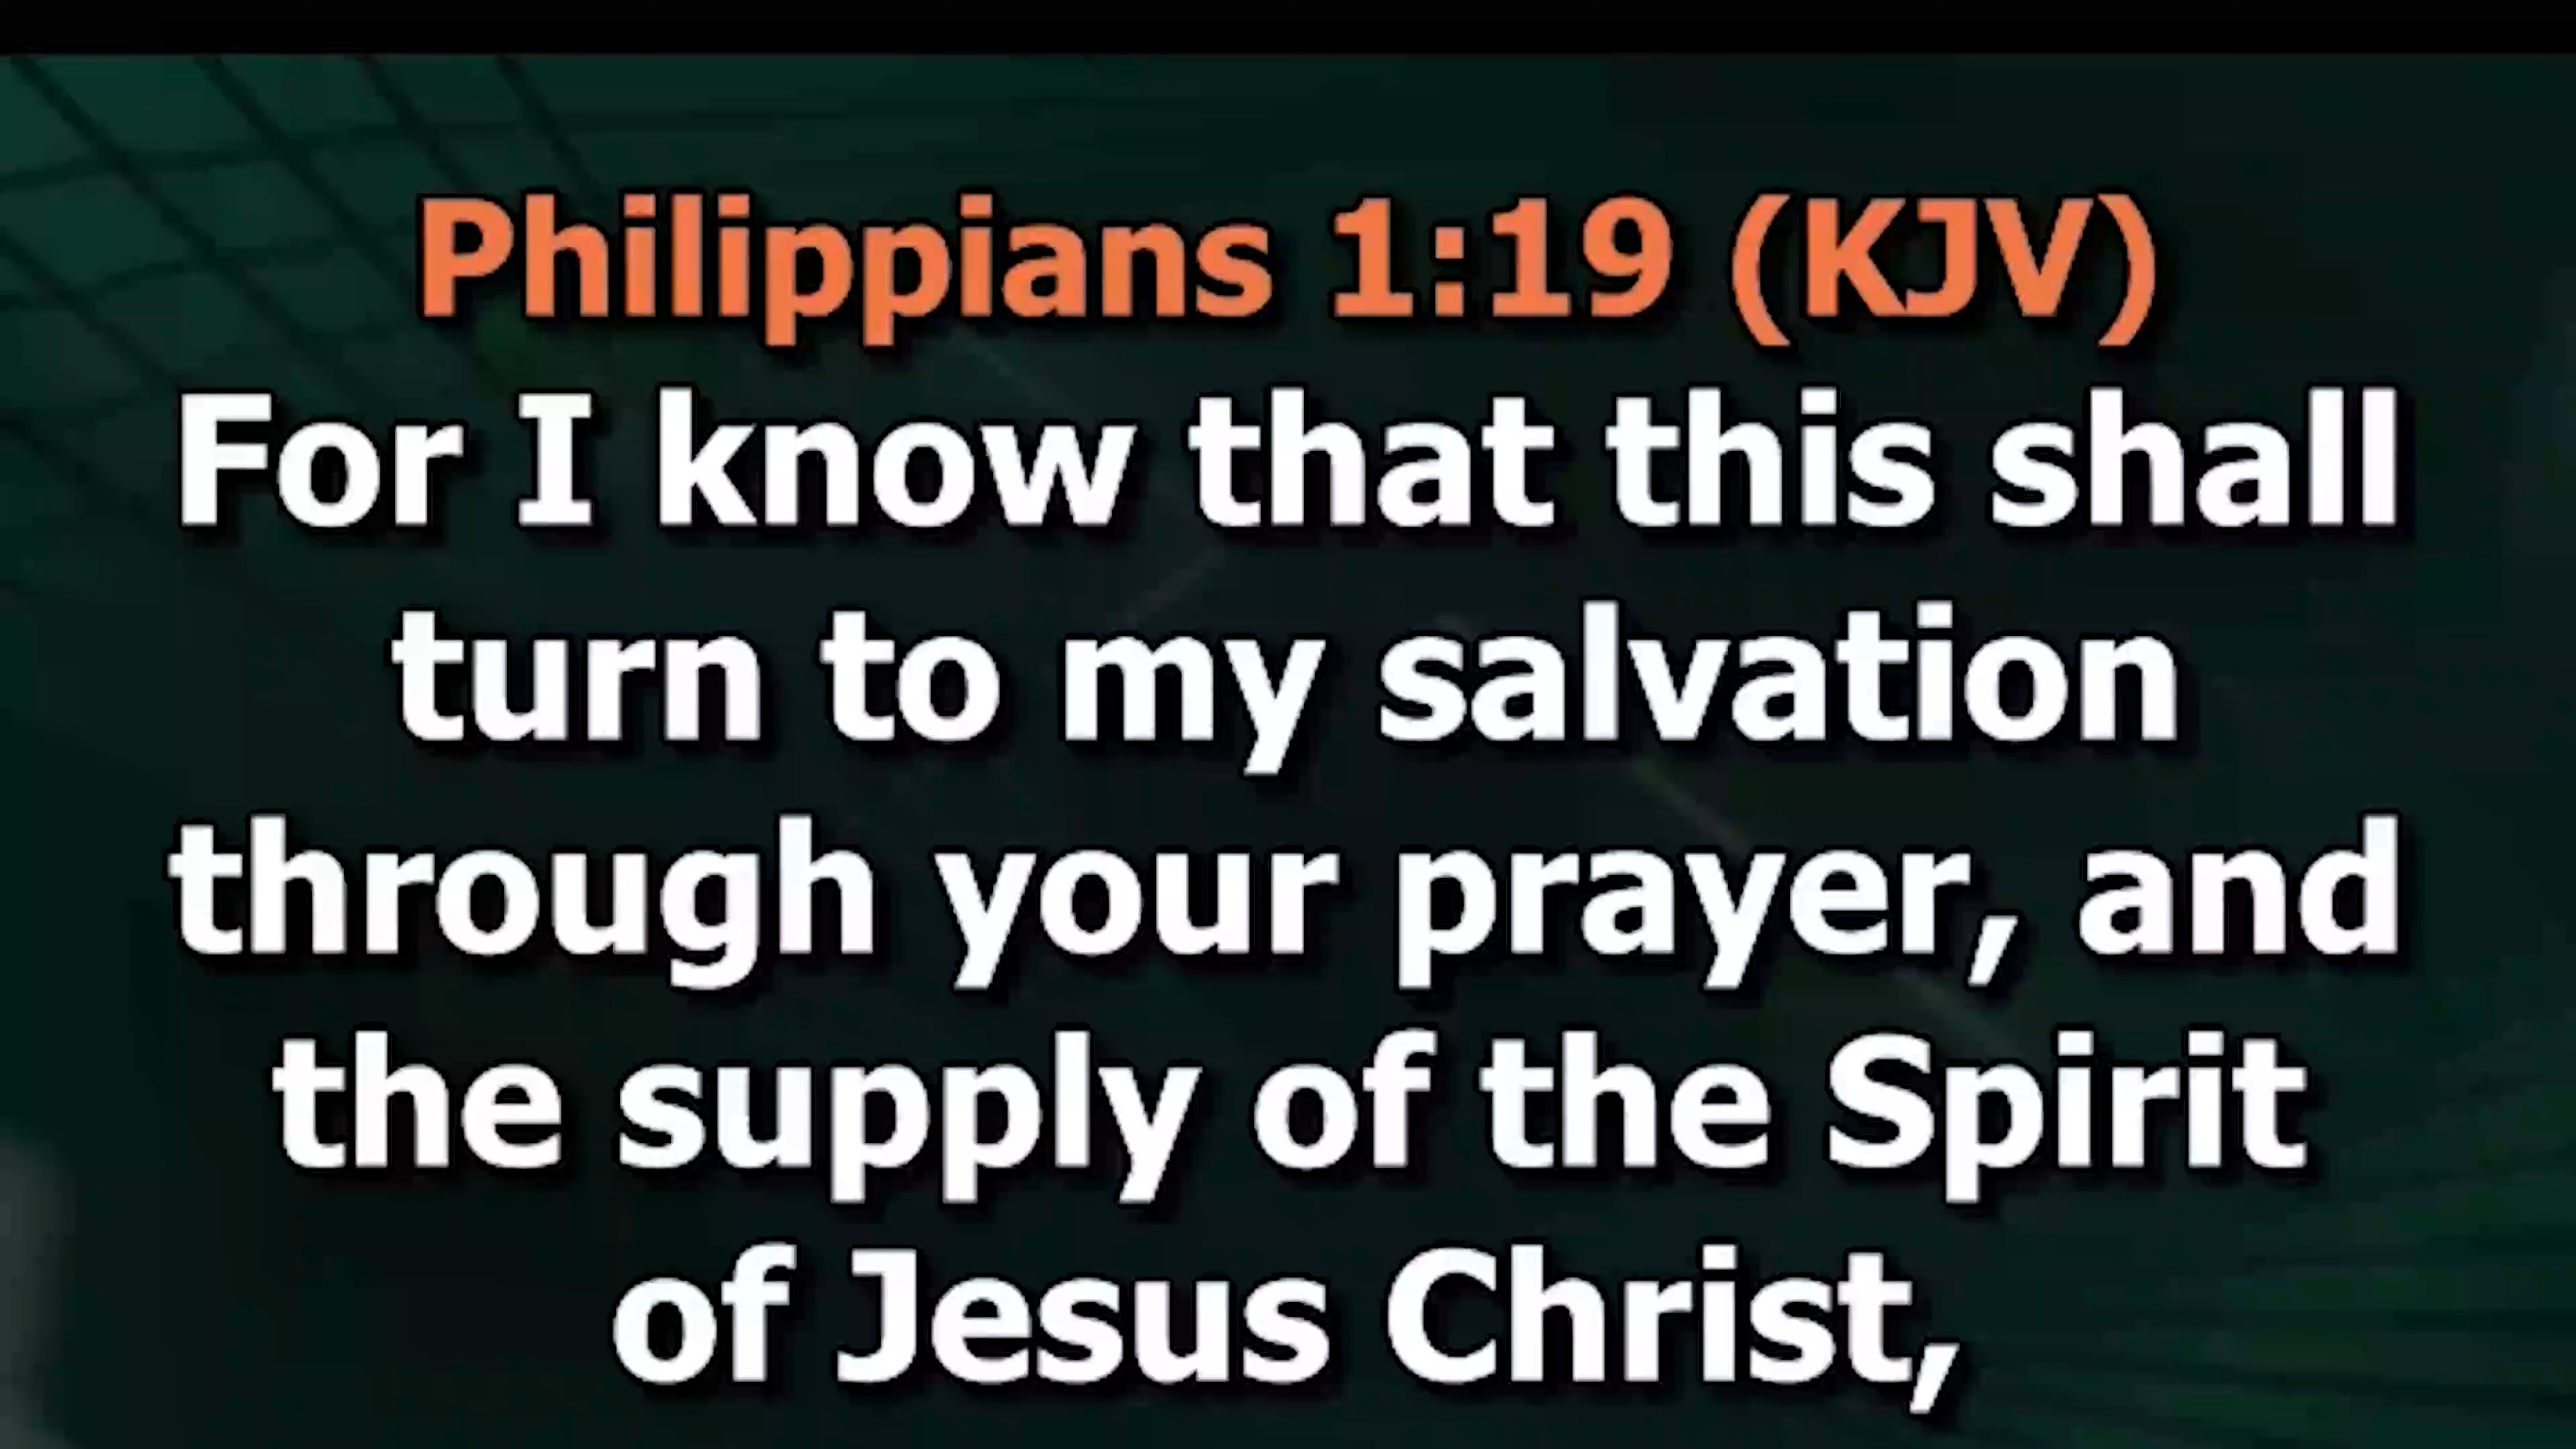 Philippians 1:19 (KJV)
For I know that this shall
turn to my salvation
through your prayer, and
the supply of the Spirit
of Jesus Christ,